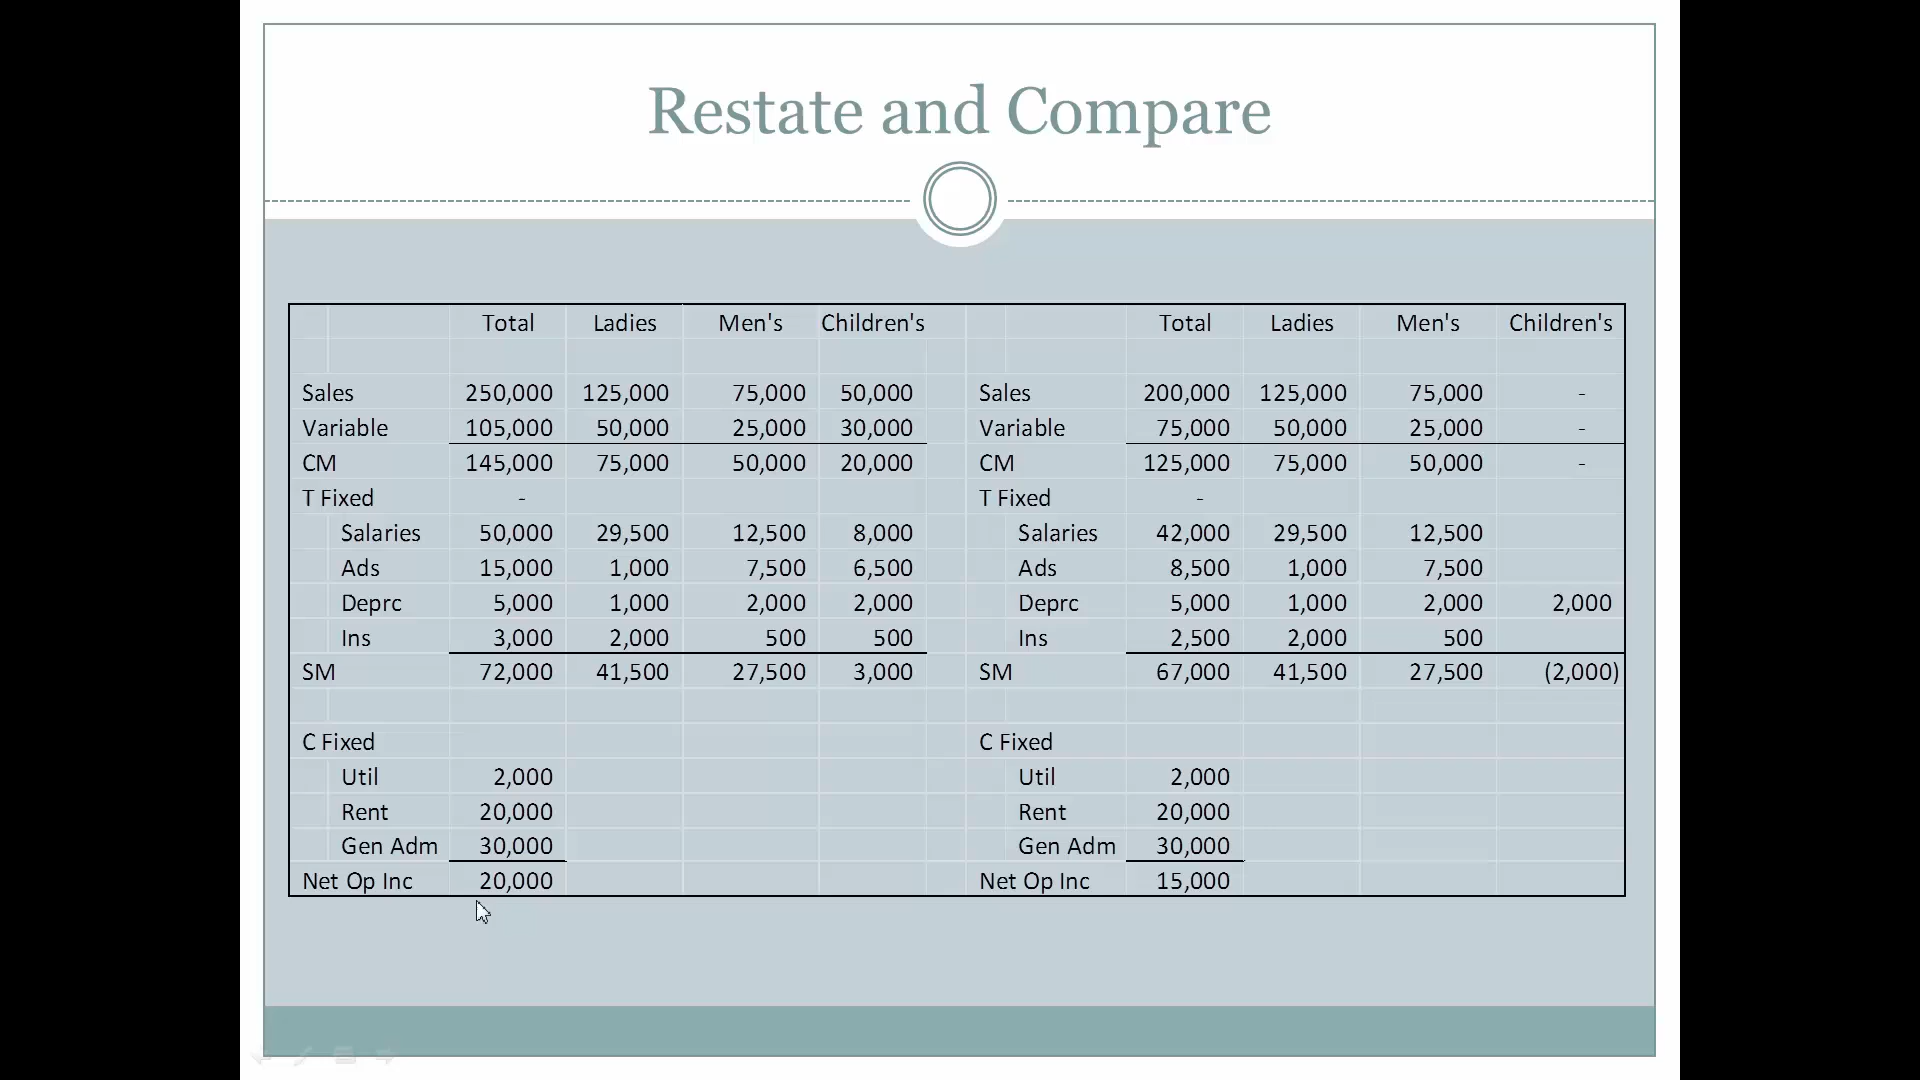 Restate and Compare
Total Ladies Men's Children's Total Ladies Men's Children's
Sales 250,000 125,000 75,000 50,000 Sales 200,000 125,000 75,000 -
Variable 105,000 50,000 25,000 30,000 Variable 75,000 50,000 25,000 -
CM 145,000 75,000 50,000 20,000 CM 125,000 75,000 50,000 -
T Fixed - T Fixed -
Salaries 50,000 29,500 12,500 8,000 Salaries 42,000 29,500 12,500
Ads 15,000 1,000 7,500 6,500 Ads 8,500 1,000 7,500
Deprc 5,000 1,000 2,000 2,000 Deprc 5,000 1,000 2,000 2,000
Ins 3,000 2,000 500 500 Ins 2,500 2,000 500
SM 72,000 41,500 27,500 3,000 SM 67,000 41,500 27,500 (2,000)
C Fixed C Fixed
Util 2,000 Util 2,000
Rent 20,000 Rent 20,000
Gen Adm 30,000 Gen Adm 30,000
Net Op Inc 20,000 Net Op Inc 15,000